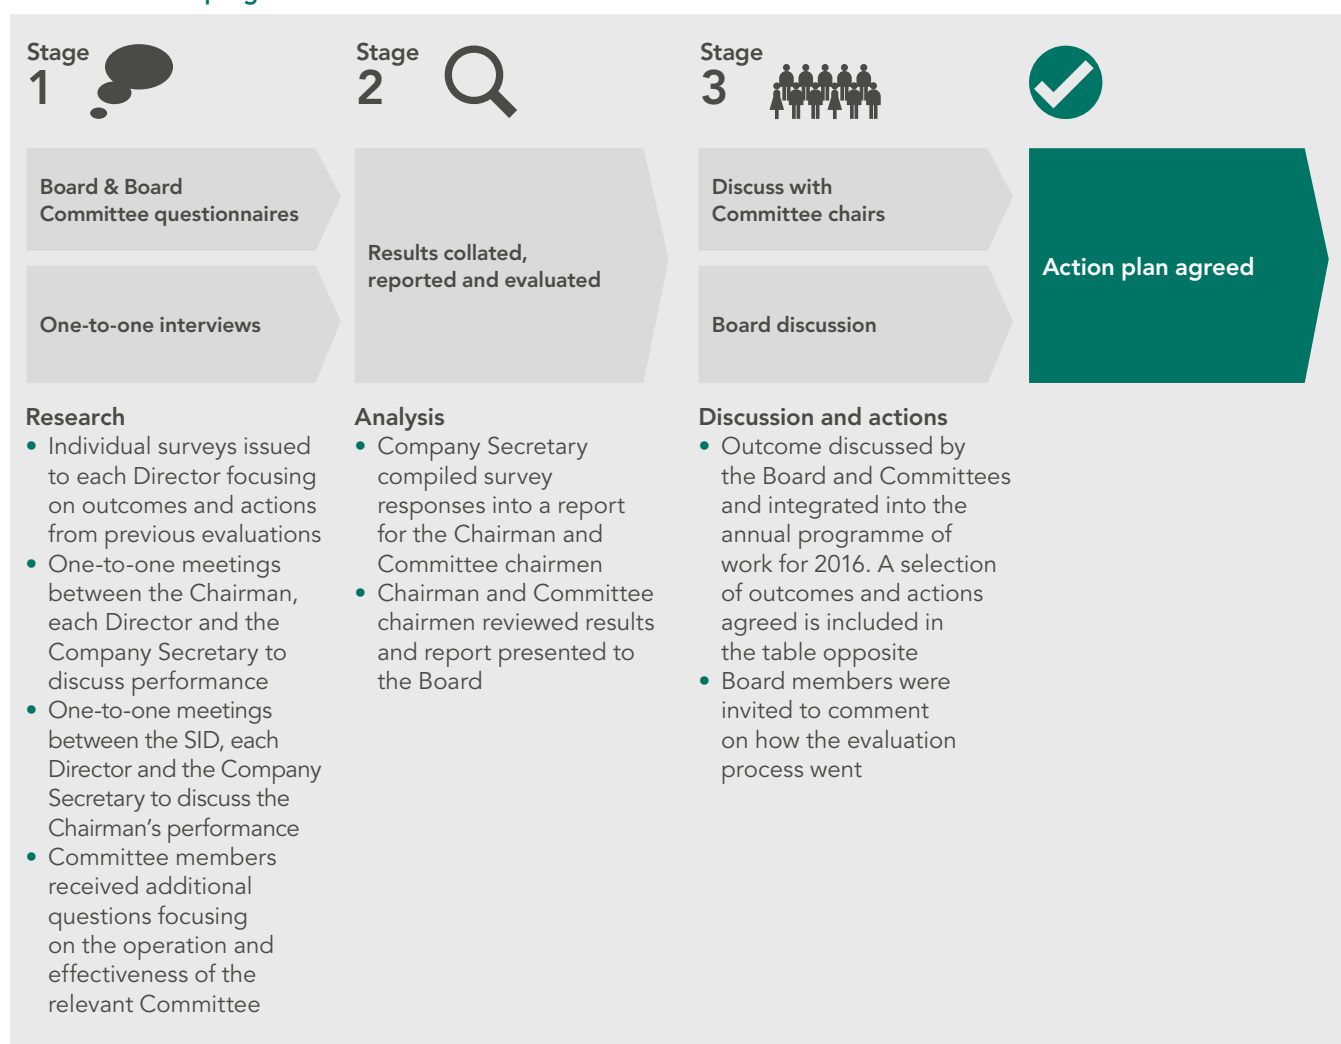 Stage
1
Stage
2
Stage
3
Board & Board
Committee questionnaires
One-to-one interviews
Results collated,
reported and evaluated
Discuss with
Committee chairs
Board discussion
Action plan agreed
Research
• Individual surveys issued
to each Director focusing
on outcomes and actions
from previous evaluations
• One-to-one meetings
between the Chairman,
each Director and the
Company Secretary to
discuss performance
• One-to-one meetings
between the SID, each
Director and the Company
Secretary to discuss the
Chairman’s performance
• Committee members
received additional
questions focusing
on the operation and
effectiveness of the
relevant Committee
Analysis
• Company Secretary
compiled survey
responses into a report
for the Chairman and
Committee chairmen
• Chairman and Committee
chairmen reviewed results
and report presented to
the Board
Discussion and actions
• Outcome discussed by
the Board and Committees
and integrated into the
annual programme of
work for 2016. A selection
of outcomes and actions
agreed is included in
the table opposite
• Board members were
invited to comment
on how the evaluation
process went